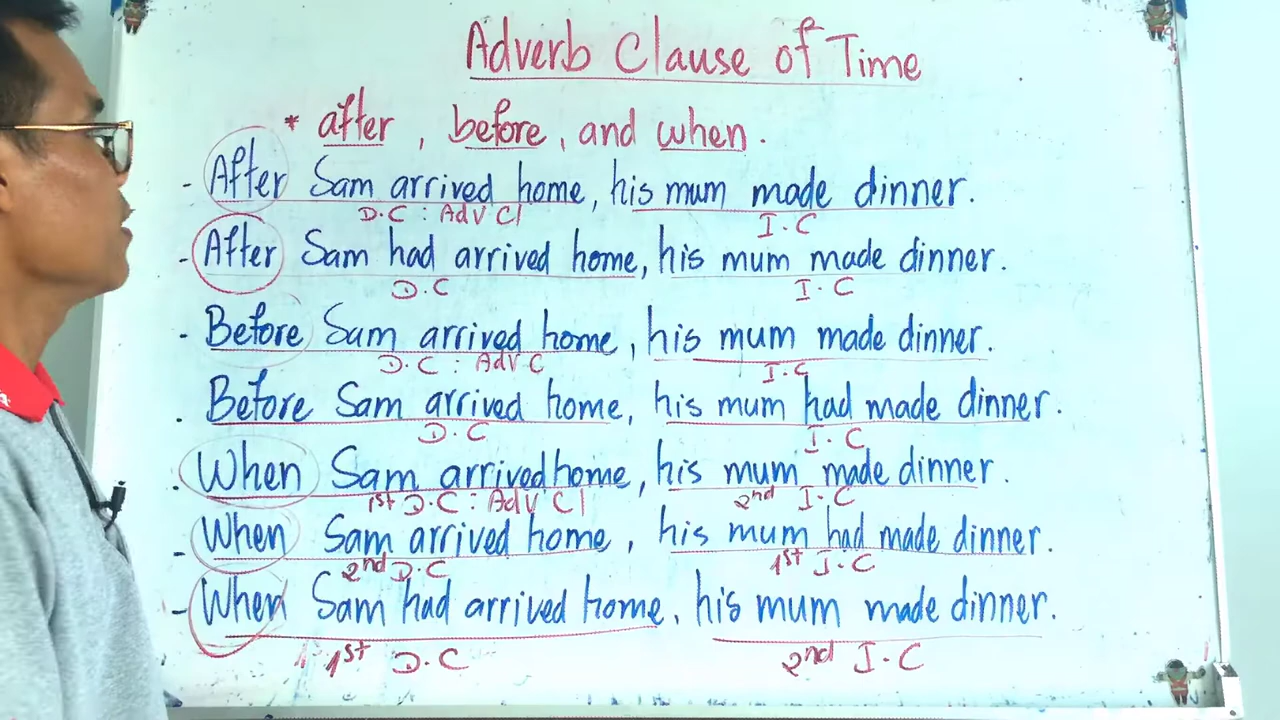 Adverb Clause of Time
* after, before, and when.
- After Sam arrived home, his mum made dinner.
D.C : Adv Cl I.C
- After Sam had arrived home, his mum made dinner.
D.C I.C
- Before Sam arrived home, his mum made dinner.
D.C : Adv C I.C
. Before Sam arrived home, his mum had made dinner.
D.C I.C
. When Sam arrived home, his mum made dinner.
1st D.C : Adv Cl 2nd I.C
- When Sam arrived home, his mum had made dinner.
2nd D.C 1st I.C
- When Sam had arrived home, his mum made dinner.
1st D.C 2nd I.C